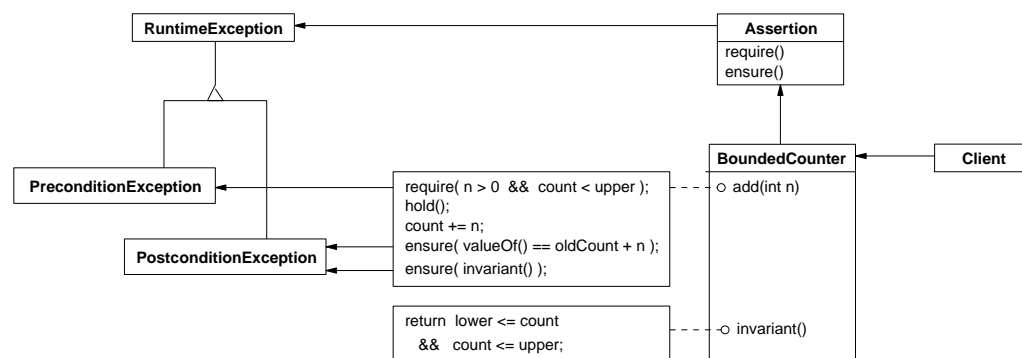 RuntimeException
Assertion
require()
ensure()
BoundedCounter
Client
PreconditionException
require( n > 0 && count < upper );
add(int n)
hold();
count += n;
ensure( valueOf() == oldCount + n );
PostconditionException
ensure( invariant() );
return lower <= count
invariant()
&& count <= upper;